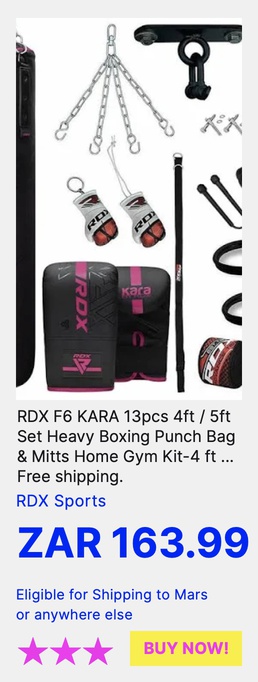 RDX
RDX
Kara
RDX
RDX
RDX
RDX F6 KARA 13pcs 4ft / 5ft
Set Heavy Boxing Punch Bag
& Mitts Home Gym Kit-4 ft ...
Free shipping.
RDX Sports
ZAR 163.99
Eligible for Shipping to Mars
or anywhere else
BUY NOW!